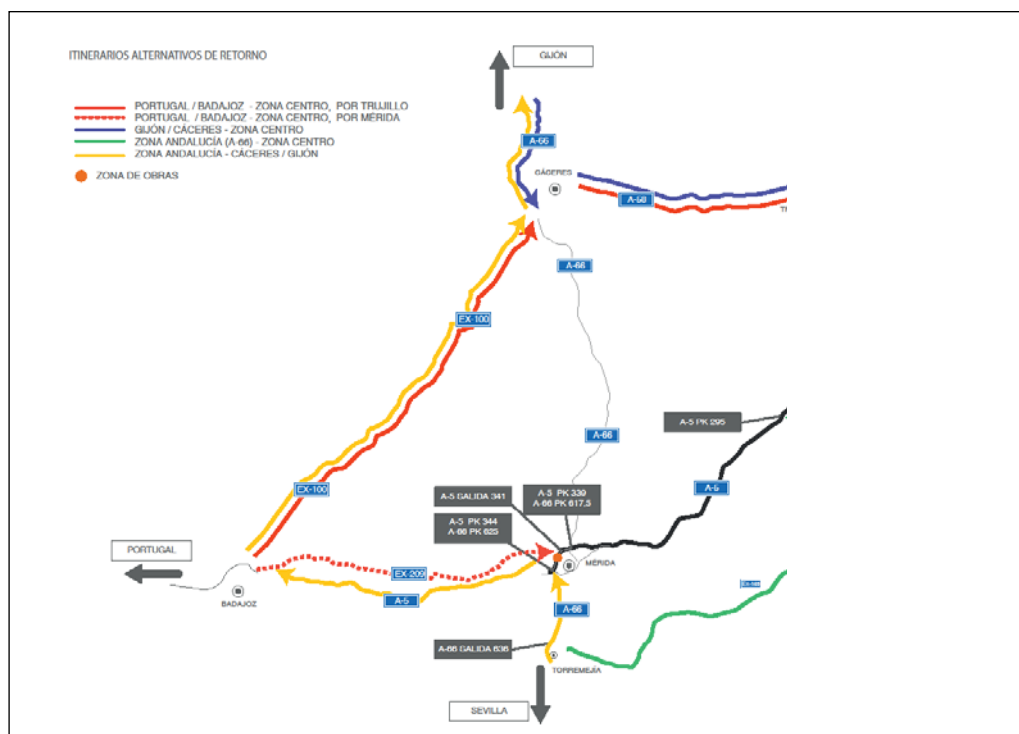 ITINERARIOS ALTERNATIVOS DE RETORNO
GIJÓN
PORTUGAL / BADAJOZ - ZONA CENTRO, POR TRUJILLO
PORTUGAL / BADAJOZ - ZONA CENTRO, POR MÉRIDA
GIJÓN / CÁCERES - ZONA CENTRO
ZONA ANDALUCÍA (A-66) - ZONA CENTRO
ZONA ANDALUCÍA - CÁCERES / GIJÓN
ZONA DE OBRAS
A-66
CÁCERES
A-58
A-66
EX-100
A-5 PK 295
A-66
EX-100
A-5
A-5 SALIDA 341
A-5 PK 339
A-66 PK 617,5
A-5 PK 344
A-66 PK 625
PORTUGAL
MÉRIDA
EX-209
BADAJOZ
A-5
A-66
A-66 SALIDA 636
TORREMEJÍA
SEVILLA